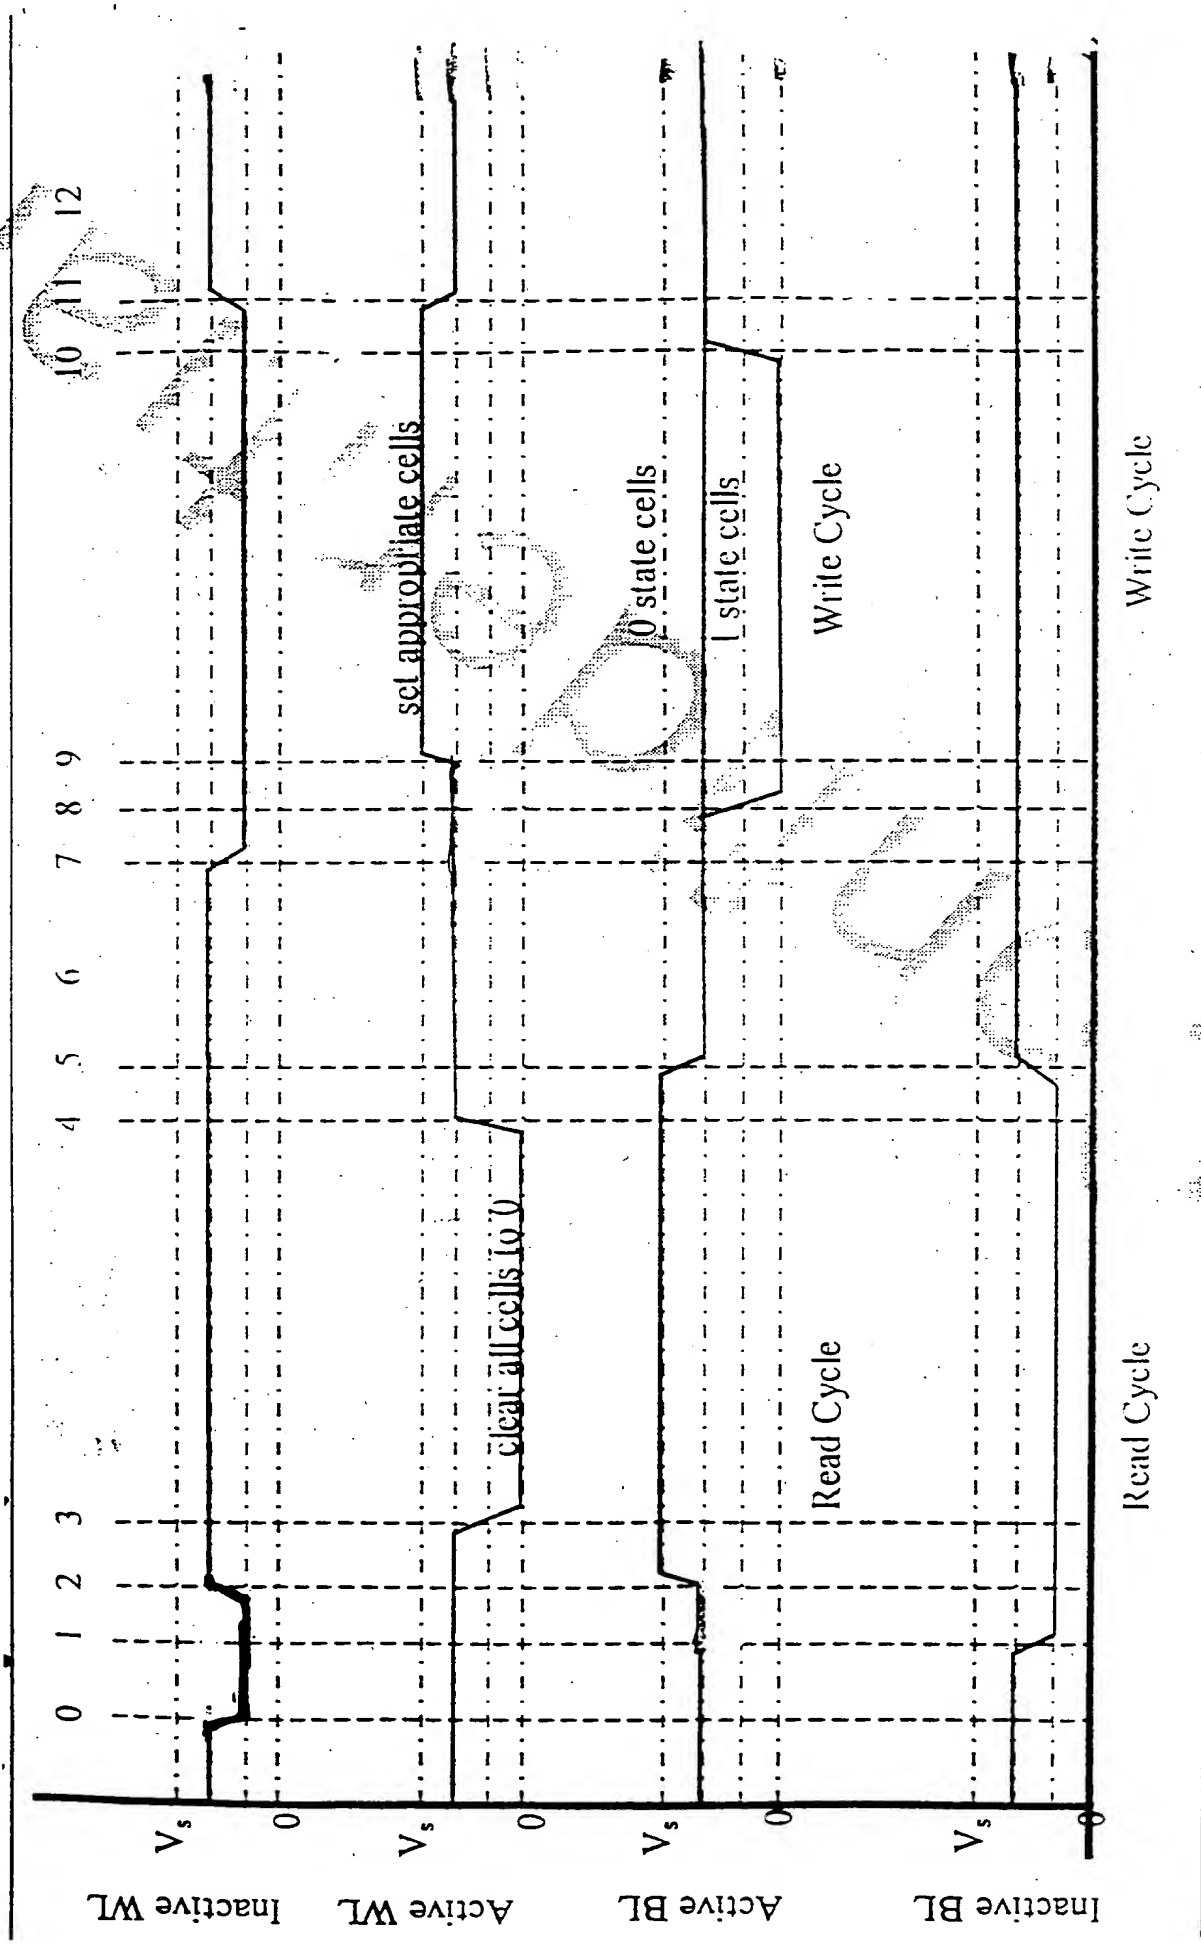 0 1 2 3 4 5 6 7 8 9 10 11 12
Inactive WL
Vs
0
Active WL
Vs
0
clear all cells to 0
set appropriate cells
Active BL
Vs
0
0 state cells
1 state cells
Read Cycle
Write Cycle
Inactive BL
Vs
0
Read Cycle
Write Cycle